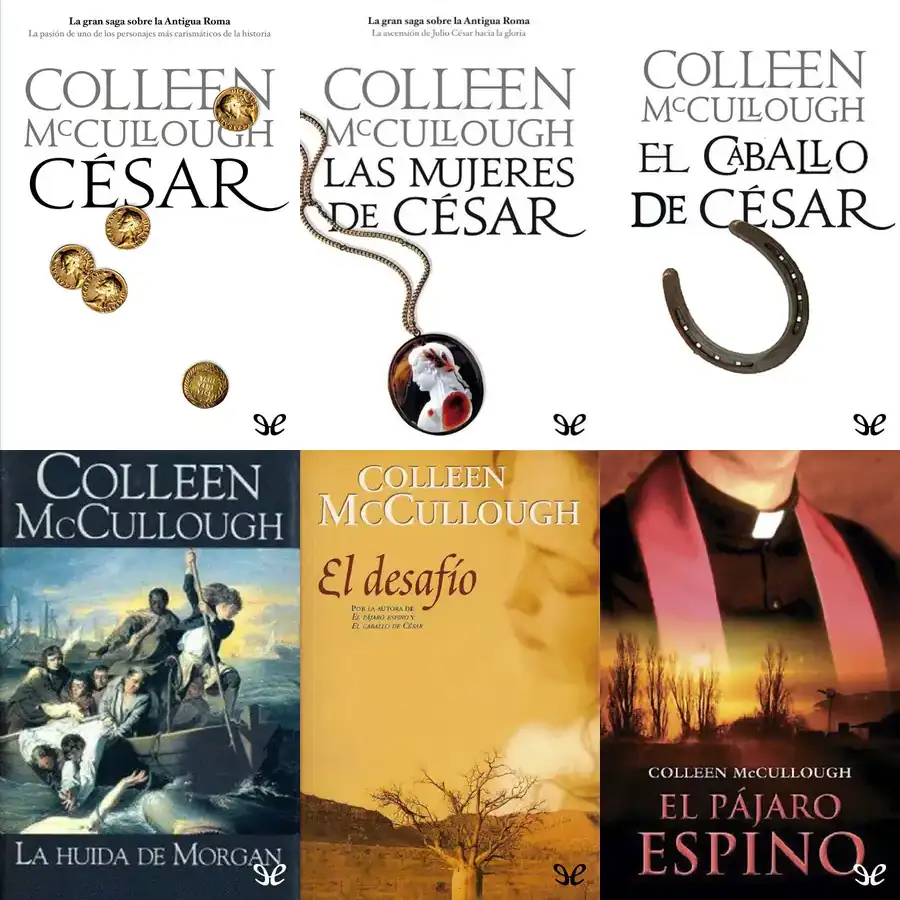 La gran saga sobre la Antigua Roma
La pasión de uno de los personajes más carismáticos de la historia
COLLEEN
McCULLOUGH
CÉSAR
VENI
VIDI
VICI
La gran saga sobre la Antigua Roma
La ascensión de Julio César hacia la gloria
COLLEEN
McCULLOUGH
LAS MUJERES
DE CÉSAR
COLLEEN
McCULLOUGH
EL CABALLO
DE CÉSAR
COLLEEN
McCULLOUGH
LA HUIDA DE MORGAN
COLLEEN
McCULLOUGH
El desafío
POR LA AUTORA DE
EL PÁJARO ESPINO Y
EL CABALLO DE CÉSAR
COLLEEN McCULLOUGH
EL PÁJARO
ESPINO